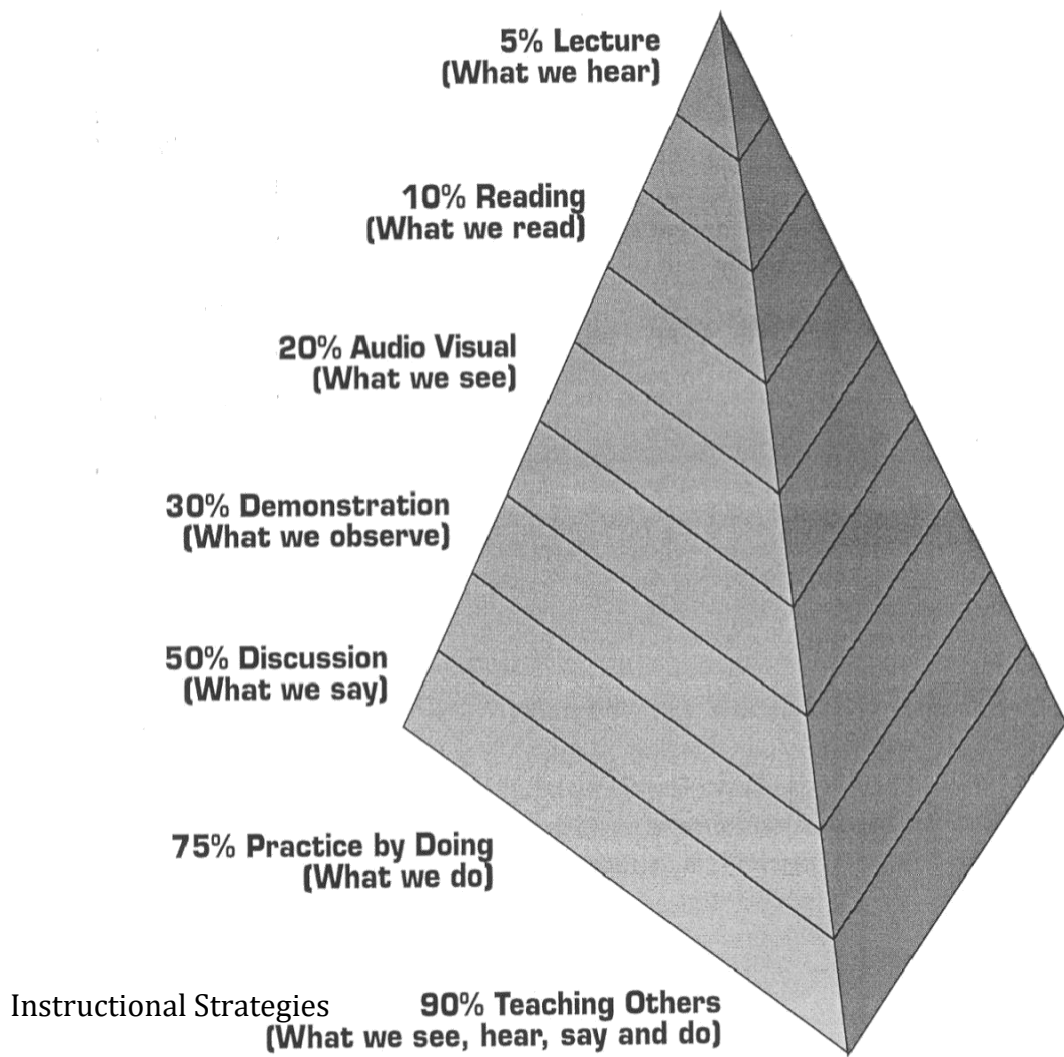 5% Lecture
(What we hear)
10% Reading
(What we read)
20% Audio Visual
(What we see)
30% Demonstration
(What we observe)
50% Discussion
(What we say)
75% Practice by Doing
(What we do)
Instructional Strategies
90% Teaching Others
(What we see, hear, say and do)